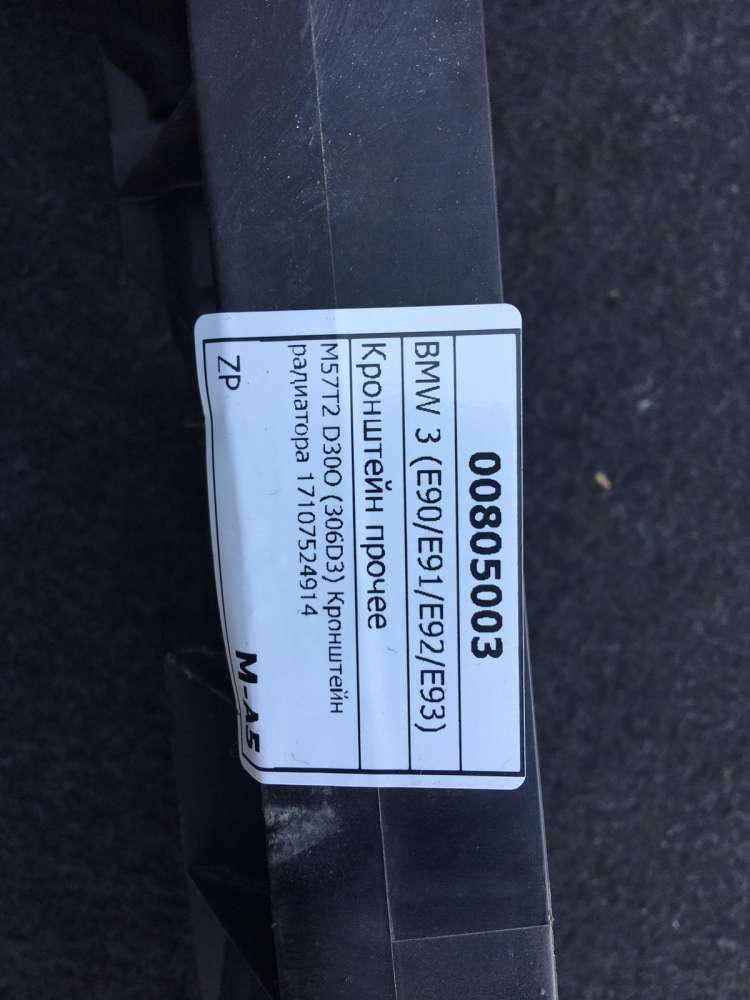 00805003
BMW 3 (E90/E91/E92/E93)
Кронштейн прочее
M57T2 D30O (306D3) Кронштейн
радиатора 17107524914
ZP
M-A5